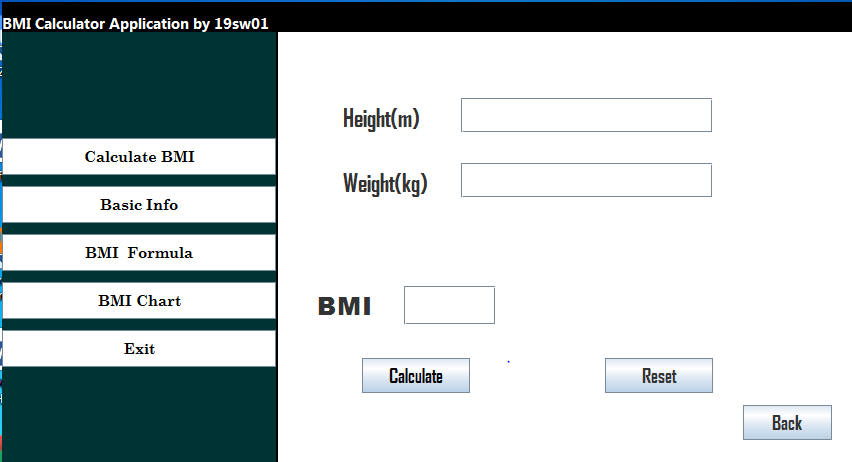 BMI Calculator Application by 19sw01
Calculate BMI
Basic Info
BMI  Formula
BMI Chart
Exit
Height(m)
Weight(kg)
BMI
Calculate
Reset
Back